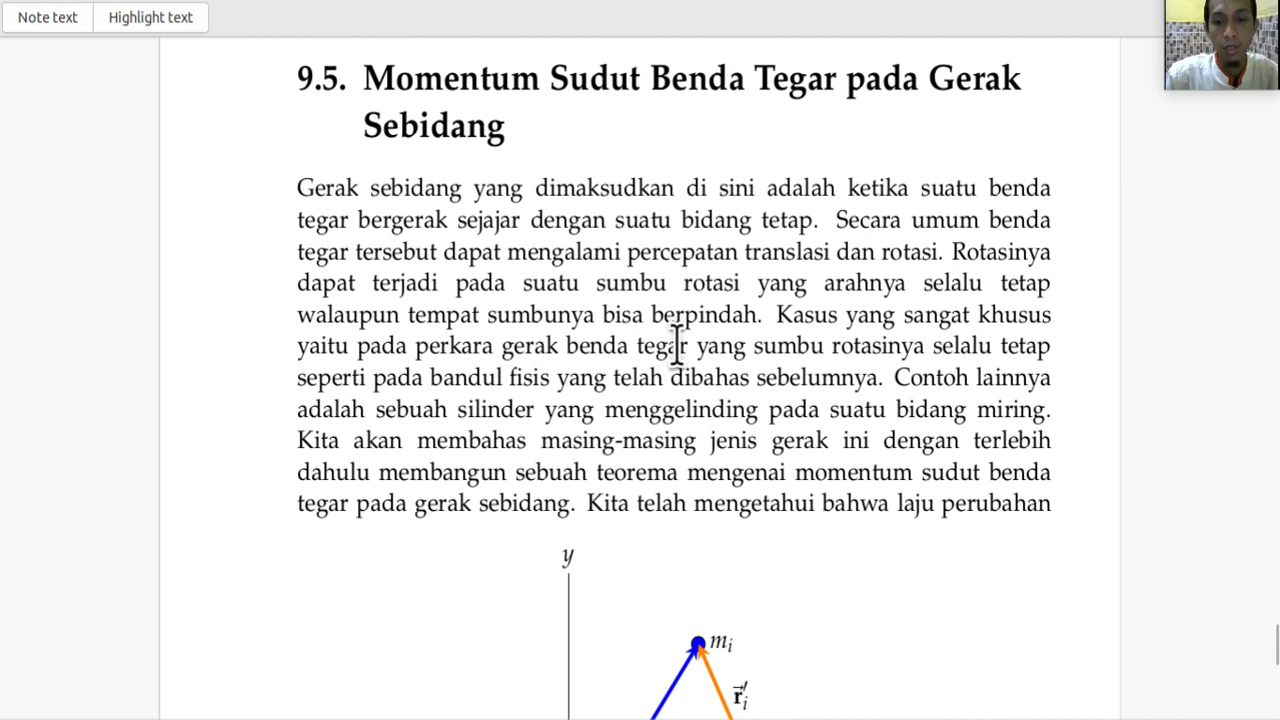 Note text
Highlight text
9.5. Momentum Sudut Benda Tegar pada Gerak
Sebidang
Gerak sebidang yang dimaksudkan di sini adalah ketika suatu benda
tegar bergerak sejajar dengan suatu bidang tetap. Secara umum benda
tegar tersebut dapat mengalami percepatan translasi dan rotasi. Rotasinya
dapat terjadi pada suatu sumbu rotasi yang arahnya selalu tetap
walaupun tempat sumbunya bisa berpindah. Kasus yang sangat khusus
yaitu pada perkara gerak benda tegar yang sumbu rotasinya selalu tetap
seperti pada bandul fisis yang telah dibahas sebelumnya. Contoh lainnya
adalah sebuah silinder yang menggelinding pada suatu bidang miring.
Kita akan membahas masing-masing jenis gerak ini dengan terlebih
dahulu membangun sebuah teorema mengenai momentum sudut benda
tegar pada gerak sebidang. Kita telah mengetahui bahwa laju perubahan
y
mᵢ
r⃗ᵢ′